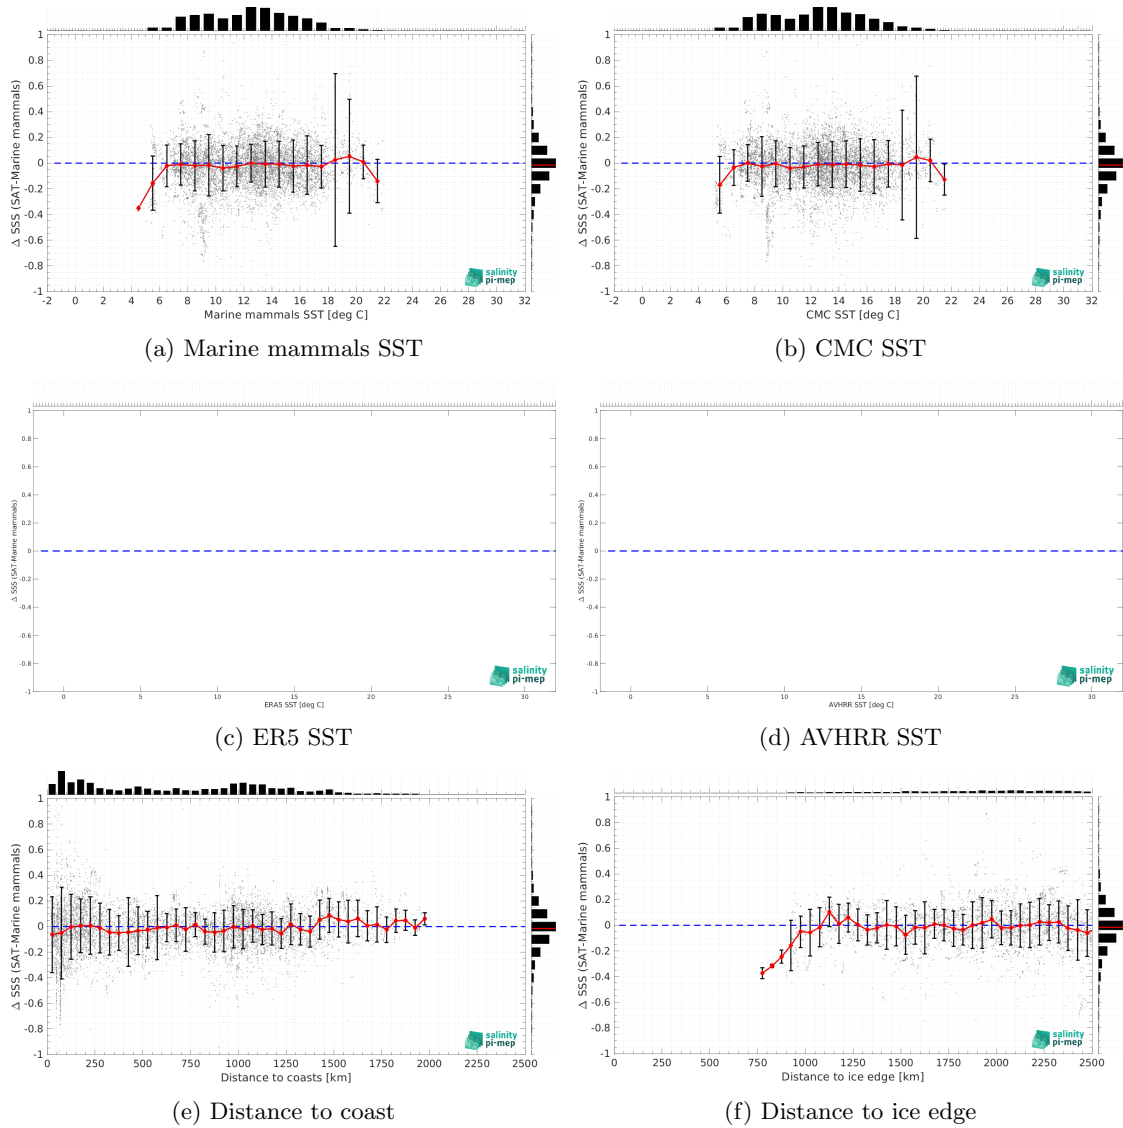 1
0.8
0.6
0.4
0.2
0
-0.2
-0.4
-0.6
-0.8
-1
Δ SSS (SAT-Marine mammals)
-2 0 2 4 6 8 10 12 14 16 18 20 22 24 26 28 30 32
Marine mammals SST [deg C]
salinity
pi-mep
(a) Marine mammals SST
1
0.8
0.6
0.4
0.2
0
-0.2
-0.4
-0.6
-0.8
-1
Δ SSS (SAT-Marine mammals)
-2 0 2 4 6 8 10 12 14 16 18 20 22 24 26 28 30 32
CMC SST [deg C]
salinity
pi-mep
(b) CMC SST
1
0.8
0.6
0.4
0.2
0
-0.2
-0.4
-0.6
-0.8
-1
Δ SSS (SAT-Marine mammals)
0 5 10 15 20 25 30
ERA5 SST [deg C]
salinity
pi-mep
(c) ER5 SST
1
0.8
0.6
0.4
0.2
0
-0.2
-0.4
-0.6
-0.8
-1
Δ SSS (SAT-Marine mammals)
0 5 10 15 20 25 30
AVHRR SST [deg C]
salinity
pi-mep
(d) AVHRR SST
1
0.8
0.6
0.4
0.2
0
-0.2
-0.4
-0.6
-0.8
-1
Δ SSS (SAT-Marine mammals)
0 250 500 750 1000 1250 1500 1750 2000 2250 2500
Distance to coasts [km]
salinity
pi-mep
(e) Distance to coast
1
0.8
0.6
0.4
0.2
0
-0.2
-0.4
-0.6
-0.8
-1
Δ SSS (SAT-Marine mammals)
0 250 500 750 1000 1250 1500 1750 2000 2250 2500
Distance to ice edge [km]
salinity
pi-mep
(f) Distance to ice edge